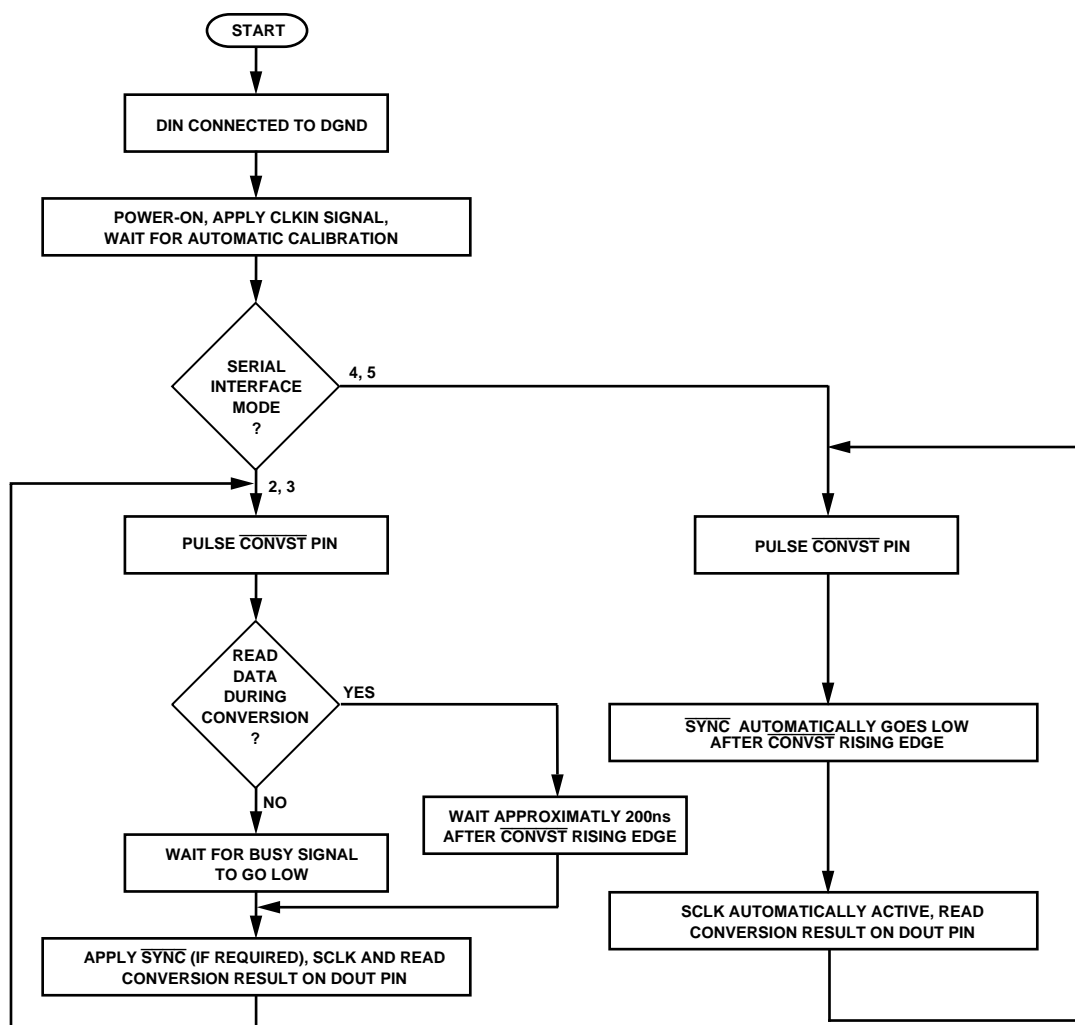 START
DIN CONNECTED TO DGND
POWER-ON, APPLY CLKIN SIGNAL,
WAIT FOR AUTOMATIC CALIBRATION
SERIAL
INTERFACE
MODE
?
4, 5
2, 3
PULSE CONVST PIN
READ
DATA
DURING
CONVERSION
?
YES
NO
WAIT APPROXIMATLY 200ns
AFTER CONVST RISING EDGE
WAIT FOR BUSY SIGNAL
TO GO LOW
APPLY SYNC (IF REQUIRED), SCLK AND READ
CONVERSION RESULT ON DOUT PIN
PULSE CONVST PIN
SYNC AUTOMATICALLY GOES LOW
AFTER CONVST RISING EDGE
SCLK AUTOMATICALLY ACTIVE, READ
CONVERSION RESULT ON DOUT PIN